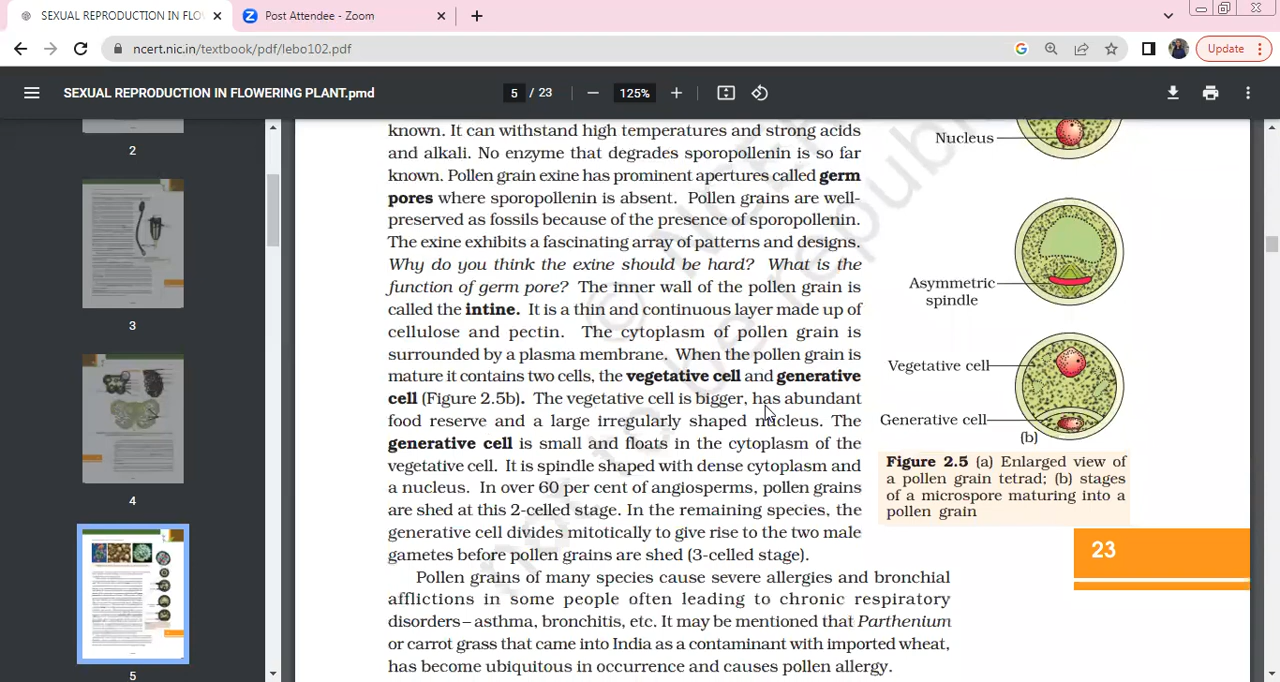 SEXUAL REPRODUCTION IN FLO
Post Attendee - Zoom
ncert.nic.in/textbook/pdf/lebo102.pdf
Update
SEXUAL REPRODUCTION IN FLOWERING PLANT.pmd
5 / 23
125%
2
3
4
5
known. It can withstand high temperatures and strong acids
and alkali. No enzyme that degrades sporopollenin is so far
known. Pollen grain exine has prominent apertures called germ
pores where sporopollenin is absent. Pollen grains are well-
preserved as fossils because of the presence of sporopollenin.
The exine exhibits a fascinating array of patterns and designs.
Why do you think the exine should be hard? What is the
function of germ pore? The inner wall of the pollen grain is
called the intine. It is a thin and continuous layer made up of
cellulose and pectin. The cytoplasm of pollen grain is
surrounded by a plasma membrane. When the pollen grain is
mature it contains two cells, the vegetative cell and generative
cell (Figure 2.5b). The vegetative cell is bigger, has abundant
food reserve and a large irregularly shaped nucleus. The
generative cell is small and floats in the cytoplasm of the
vegetative cell. It is spindle shaped with dense cytoplasm and
a nucleus. In over 60 per cent of angiosperms, pollen grains
are shed at this 2-celled stage. In the remaining species, the
generative cell divides mitotically to give rise to the two male
gametes before pollen grains are shed (3-celled stage).
Pollen grains of many species cause severe allergies and bronchial
afflictions in some people often leading to chronic respiratory
disorders– asthma, bronchitis, etc. It may be mentioned that Parthenium
or carrot grass that came into India as a contaminant with imported wheat,
has become ubiquitous in occurrence and causes pollen allergy.
Nucleus
Asymmetric
spindle
Vegetative cell
Generative cell
(b)
Figure 2.5 (a) Enlarged view of
a pollen grain tetrad; (b) stages
of a microspore maturing into a
pollen grain
23